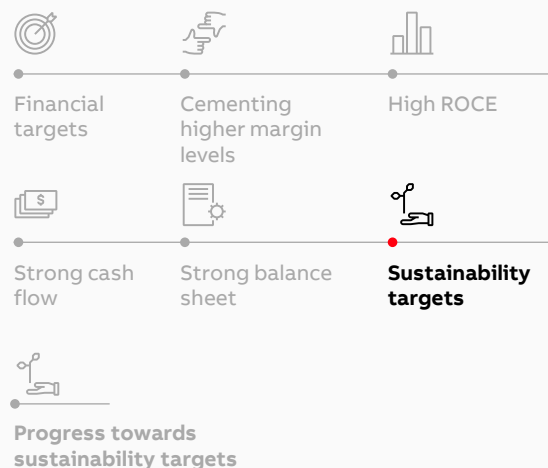 Financial
targets
Cementing
higher margin
levels
High ROCE
$
Strong cash
flow
Strong balance
sheet
Sustainability
targets
Progress towards
sustainability targets